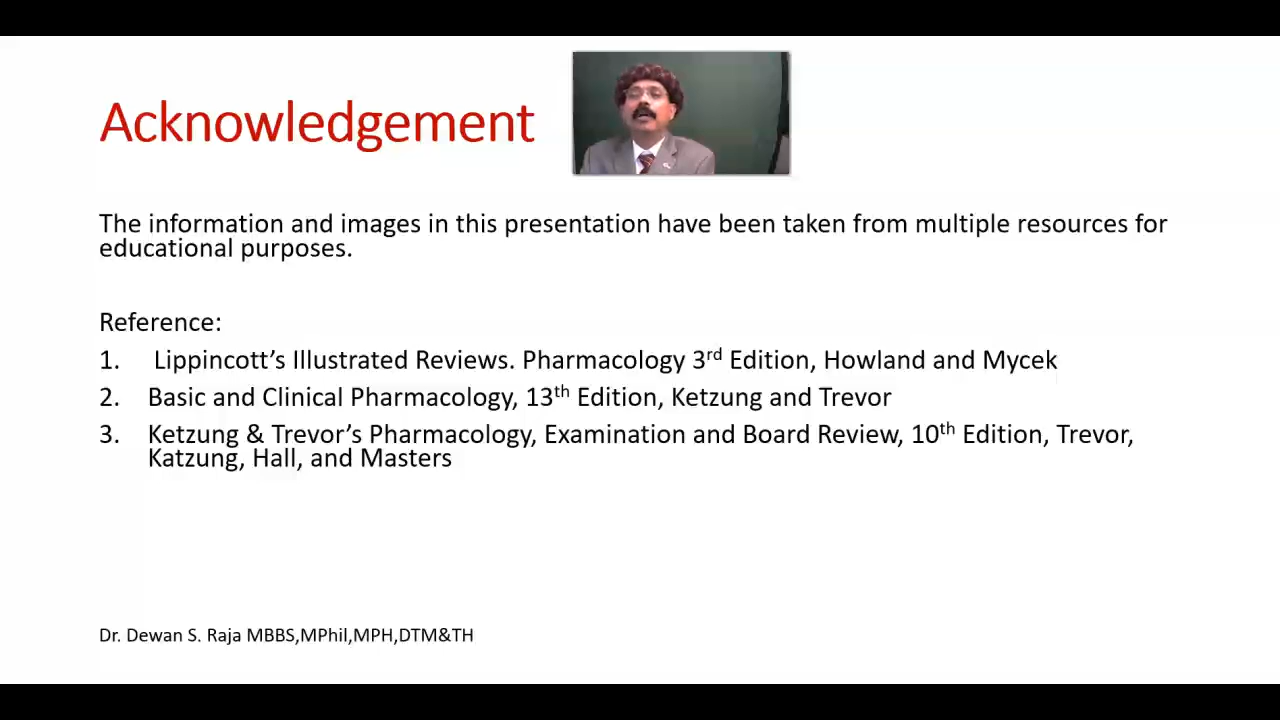 Acknowledgement
The information and images in this presentation have been taken from multiple resources for
educational purposes.
Reference:
1. Lippincott’s Illustrated Reviews. Pharmacology 3rd Edition, Howland and Mycek
2. Basic and Clinical Pharmacology, 13th Edition, Ketzung and Trevor
3. Ketzung & Trevor’s Pharmacology, Examination and Board Review, 10th Edition, Trevor,
Katzung, Hall, and Masters
Dr. Dewan S. Raja MBBS,MPhil,MPH,DTM&TH